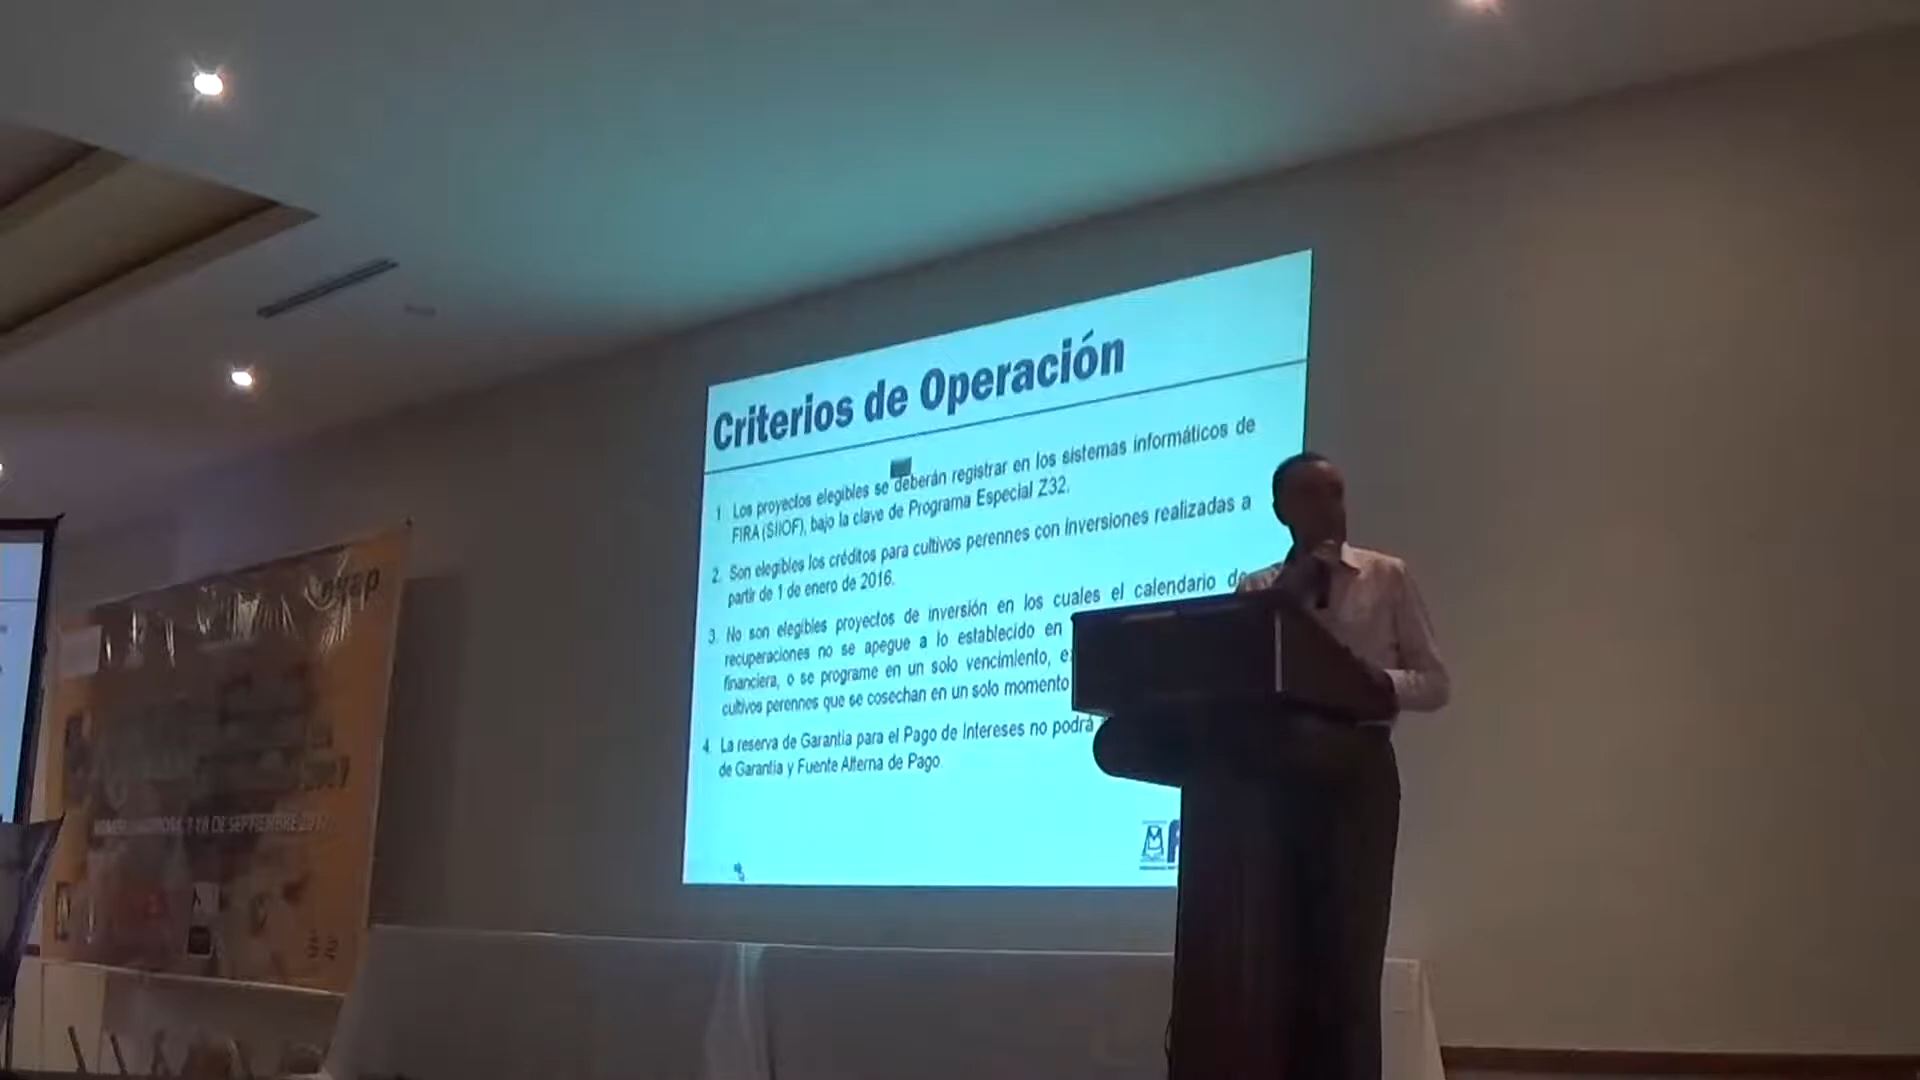 Criterios de Operación
1 Los proyectos elegibles se deberán registrar en los sistemas informáticos de
FIRA (SIIOF), bajo la clave de Programa Especial Z32.
2. Son elegibles los créditos para cultivos perennes con inversiones realizadas a
partir de 1 de enero de 2016.
3. No son elegibles proyectos de inversión en los cuales el calendario de
recuperaciones no se apegue a lo establecido en
financiera, o se programe en un solo vencimiento,
cultivos perennes que se cosechan en un solo momento
4. La reserva de Garantia para el Pago de Intereses no podrá
de Garantía y Fuente Alterna de Pago.
DE SEPTIEMBRE